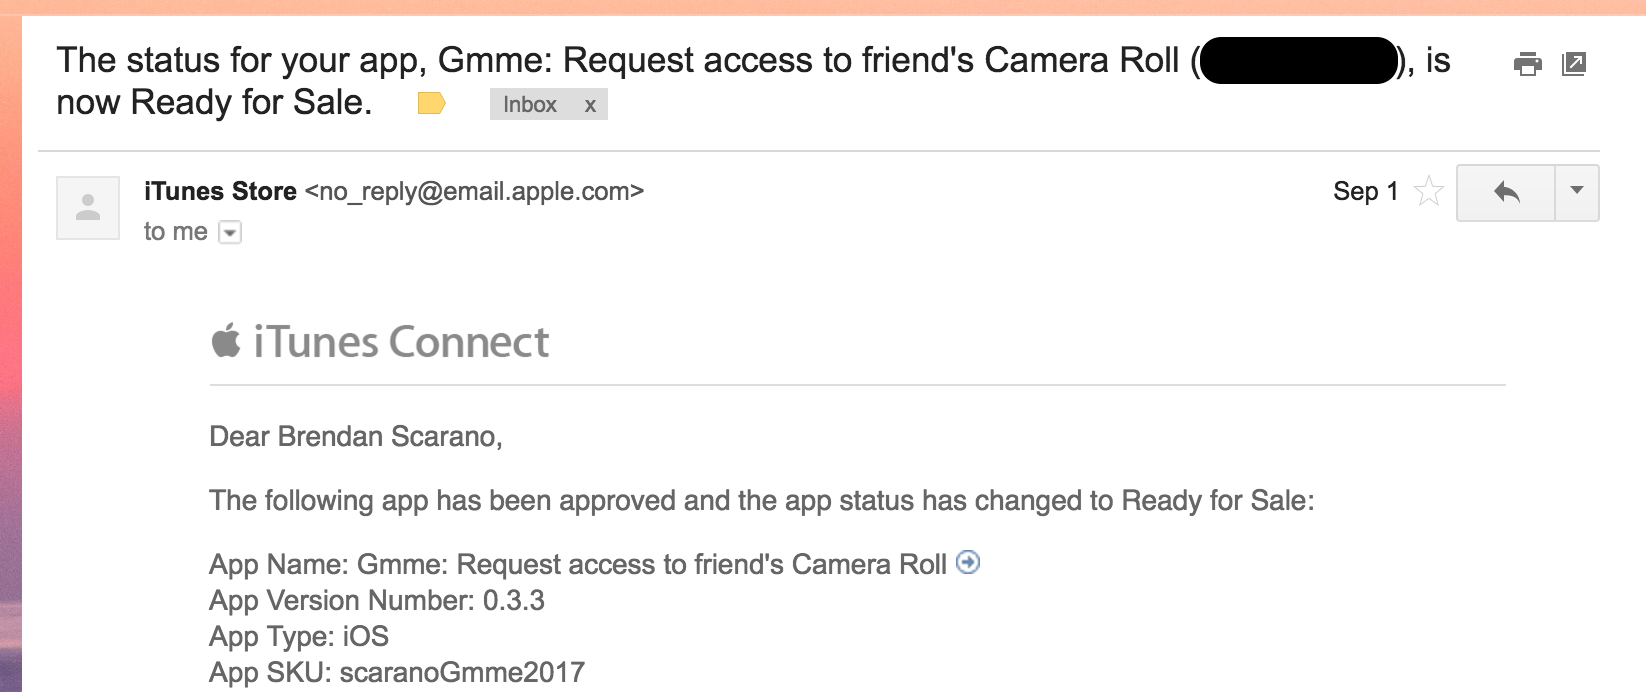 The status for your app, Gmme: Request access to friend's Camera Roll (), is
now Ready for Sale. Inbox x
iTunes Store <no_reply@email.apple.com> Sep 1
to me
iTunes Connect
Dear Brendan Scarano,
The following app has been approved and the app status has changed to Ready for Sale:
App Name: Gmme: Request access to friend's Camera Roll
App Version Number: 0.3.3
App Type: iOS
App SKU: scaranoGmme2017